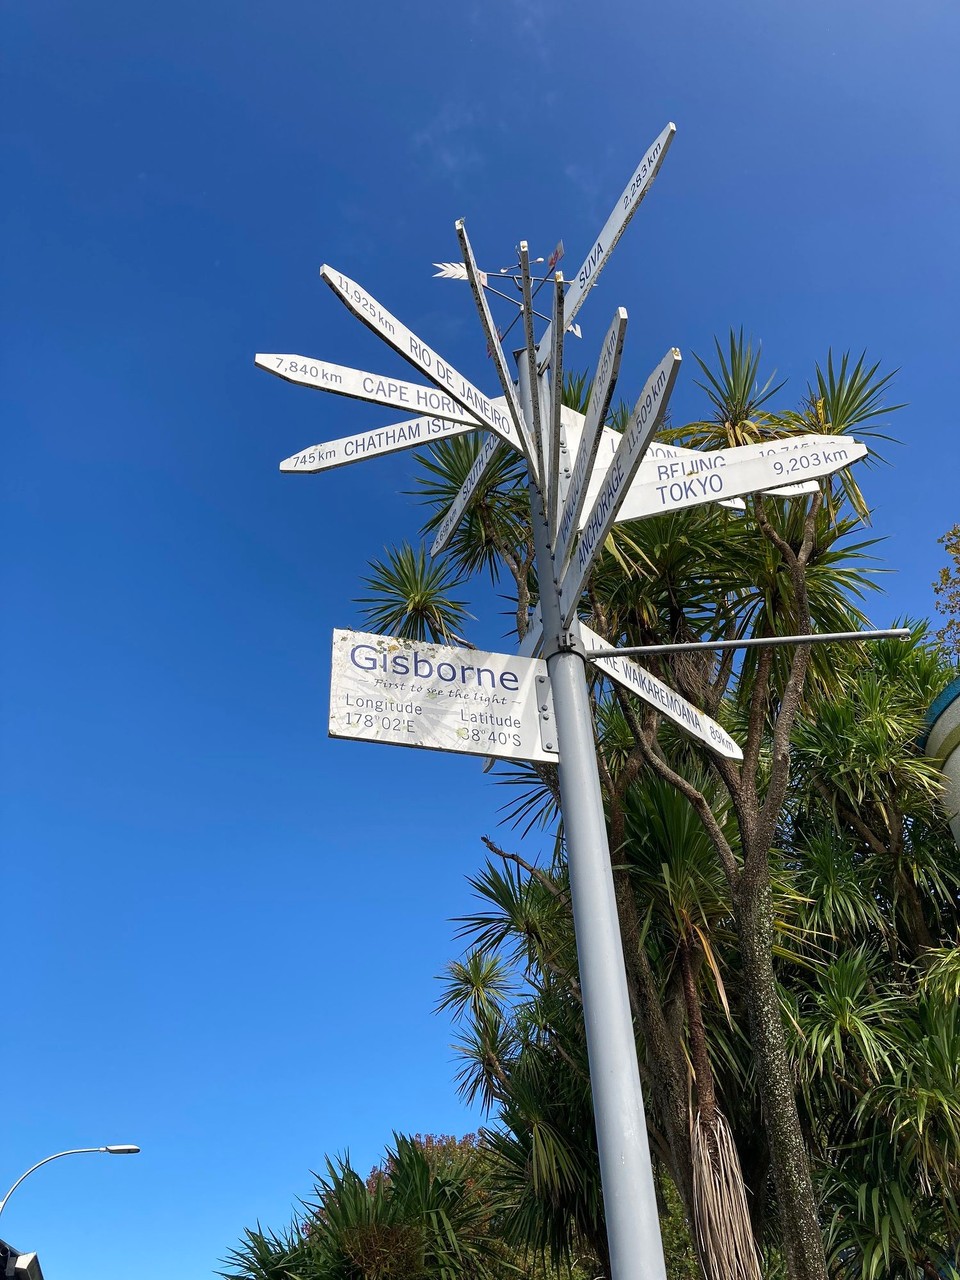 SUVA 2,283 km
11,925 km RIO DE JANEIRO
7,840 km CAPE HORN
745 km CHATHAM
SOUTH
ANCHORAGE 11,509 km
BEIJING
TOKYO 9,203 km
Gisborne
– First to see the light –
Longitude
178°02'E
Latitude
38°40'S
WAIKAREMOANA 89km